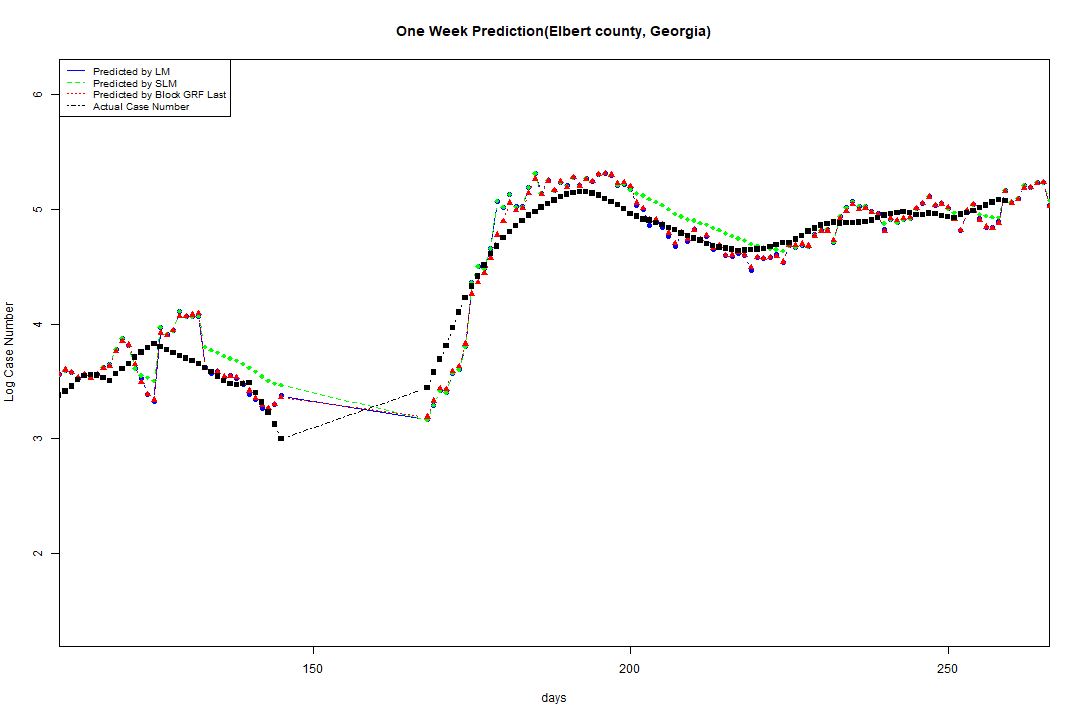 One Week Prediction(Elbert county, Georgia)
Predicted by LM
Predicted by SLM
Predicted by Block GRF Last
Actual Case Number
6
5
4
3
2
Log Case Number
150
200
250
days